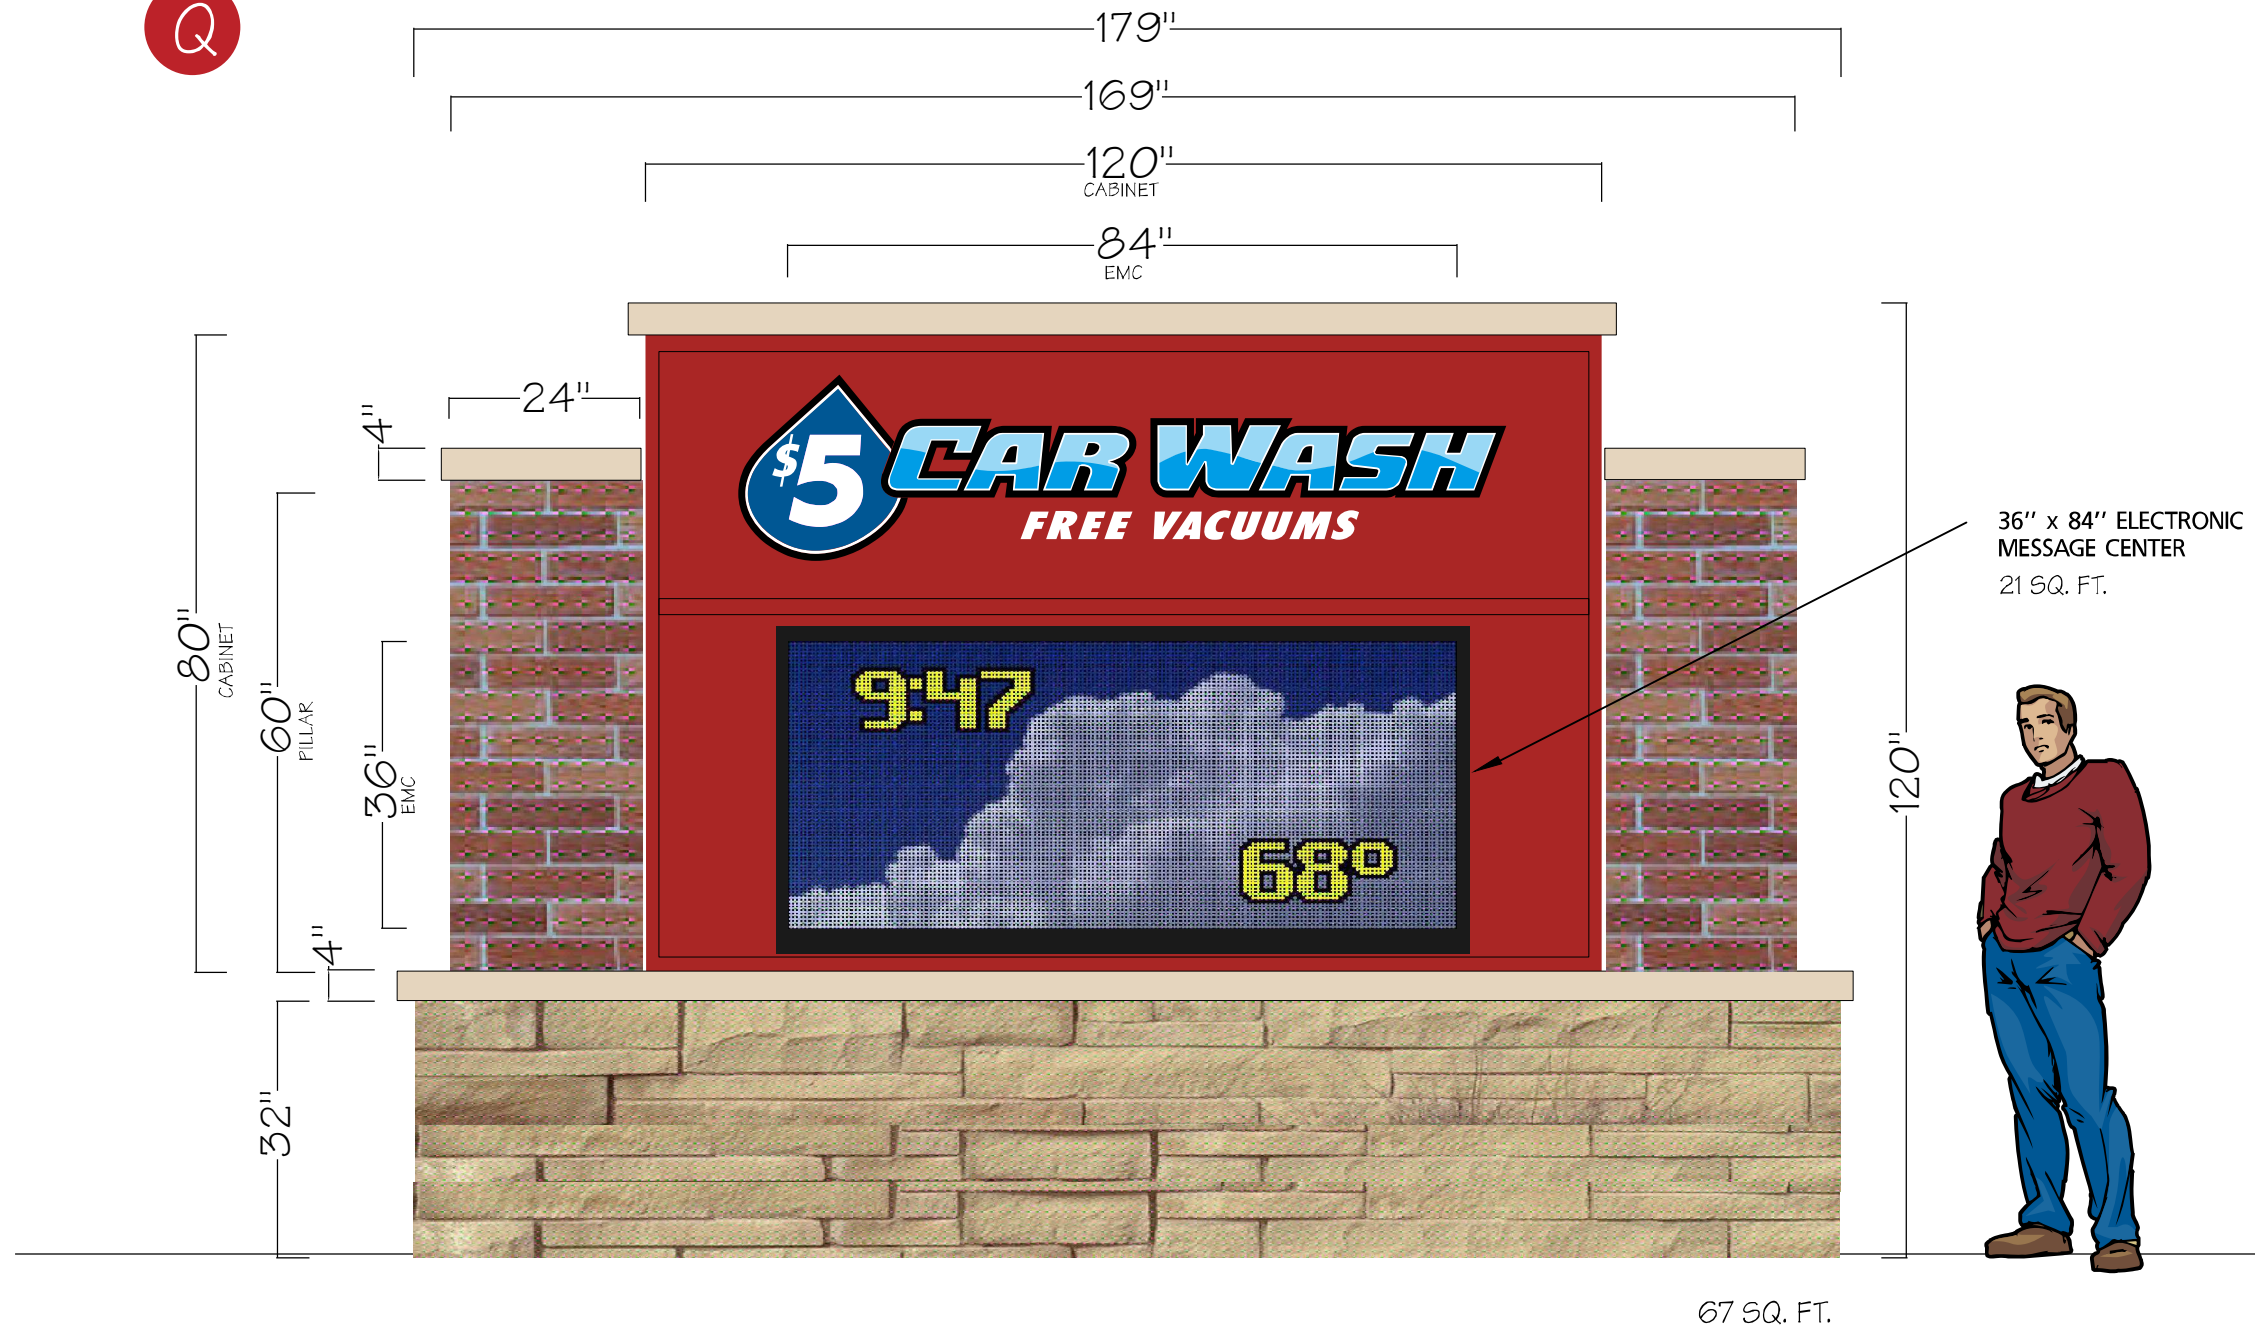 Q
179"
169"
120"
CABINET
84"
EMC
24"
4"
80"
CABINET
60"
PILLAR
36"
EMC
4"
32"
120"
$5 CAR WASH
FREE VACUUMS
9:47
68°
36" x 84" ELECTRONIC
MESSAGE CENTER
21 SQ. FT.
67 SQ. FT.